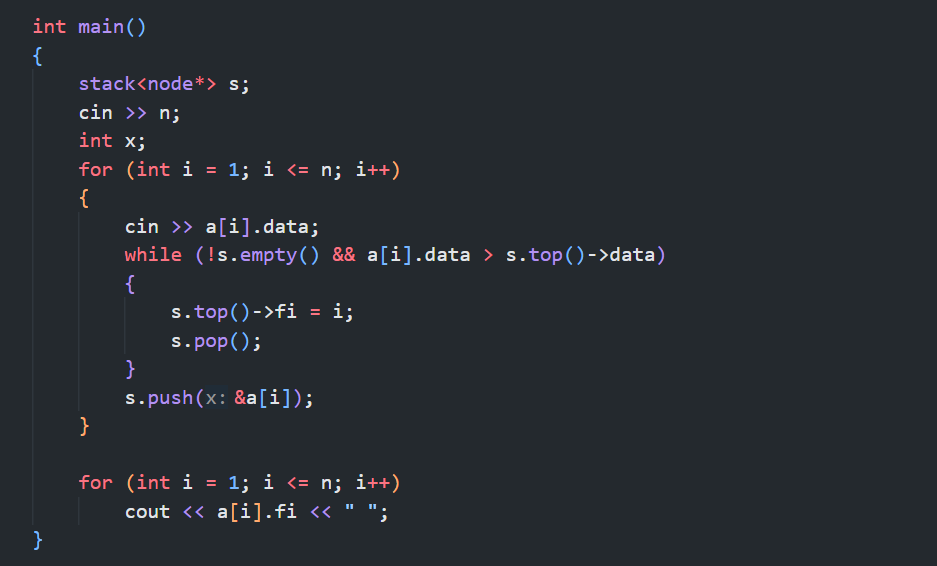 int main()
{
    stack<node*> s;
    cin >> n;
    int x;
    for (int i = 1; i <= n; i++)
    {
        cin >> a[i].data;
        while (!s.empty() && a[i].data > s.top()->data)
        {
            s.top()->fi = i;
            s.pop();
        }
        s.push(x: &a[i]);
    }

    for (int i = 1; i <= n; i++)
        cout << a[i].fi << " ";
}